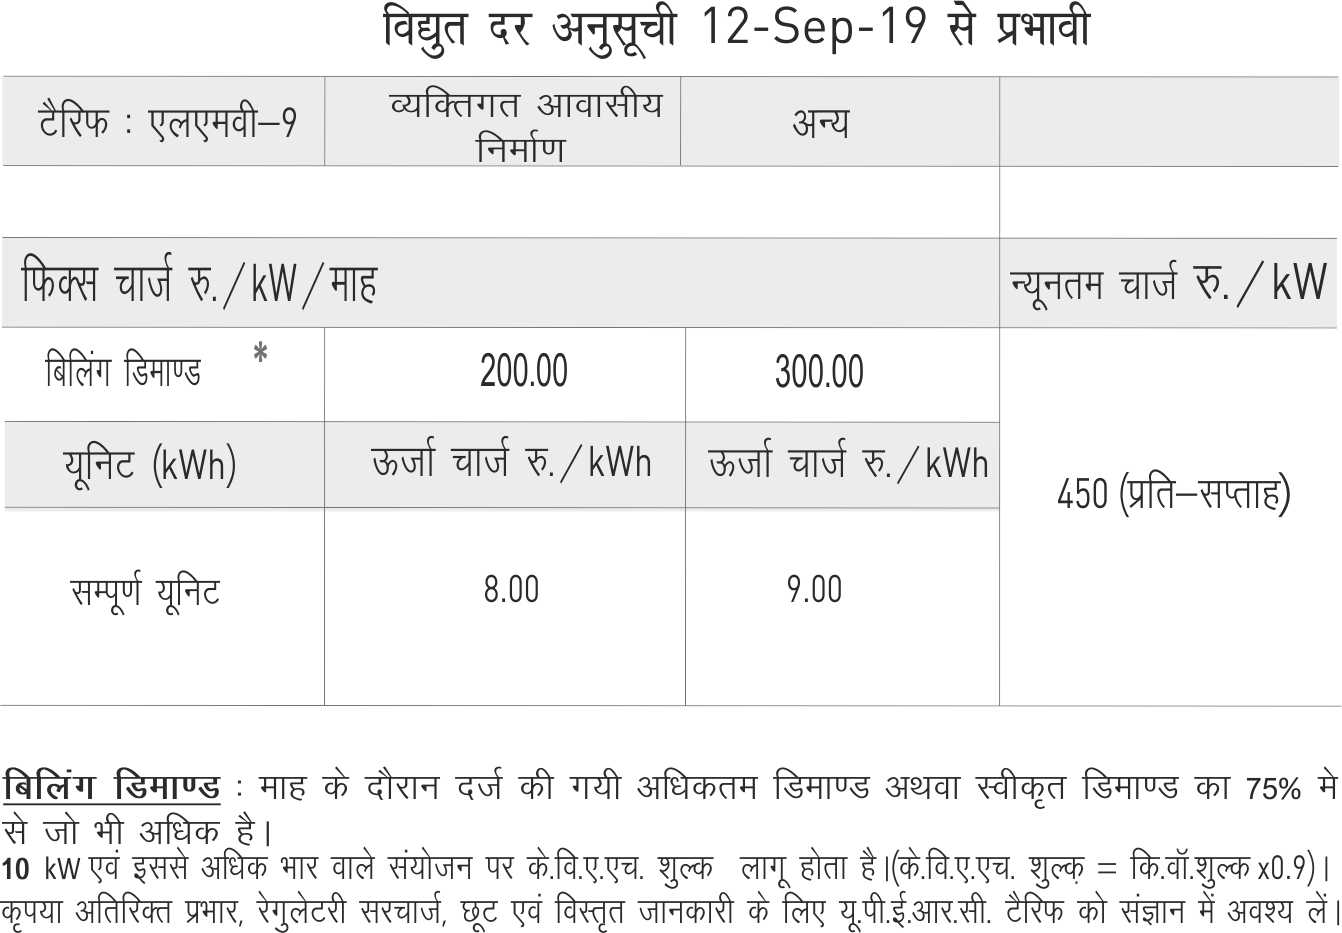 विद्युत दर अनुसूची 12-Sep-19 से प्रभावी
टैरिफ : एलएमवी–9 व्यक्तिगत आवासीय निर्माण अन्य
फिक्स चार्ज रु./kW/माह न्यूनतम चार्ज रु./kW
बिलिंग डिमाण्ड * 200.00 300.00
यूनिट (kWh) ऊर्जा चार्ज रु./kWh ऊर्जा चार्ज रु./kWh
450 (प्रति–सप्ताह)
सम्पूर्ण यूनिट 8.00 9.00
बिलिंग डिमाण्ड : माह के दौरान दर्ज की गयी अधिकतम डिमाण्ड अथवा स्वीकृत डिमाण्ड का 75% मे
से जो भी अधिक है।
10 kW एवं इससे अधिक भार वाले संयोजन पर के.वि.ए.एच. शुल्क लागू होता है।(के.वि.ए.एच. शुल्क़ = कि.वॉ.शुल्क x0.9)।
कृपया अतिरिक्त प्रभार, रेगुलेटरी सरचार्ज, छूट एवं विस्तृत जानकारी के लिए यू.पी.ई.आर.सी. टैरिफ को संज्ञान में अवश्य लें।